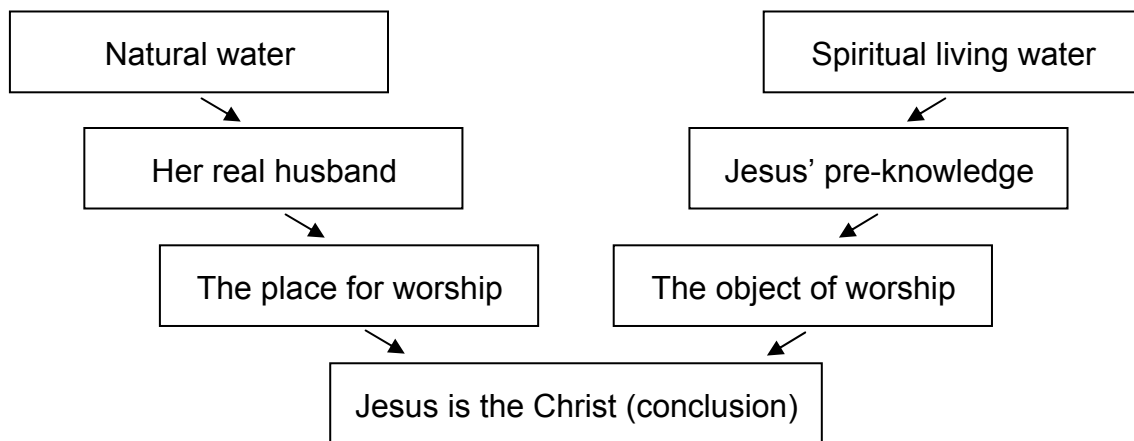 Natural water
Spiritual living water
Her real husband
Jesus’ pre-knowledge
The place for worship
The object of worship
Jesus is the Christ (conclusion)